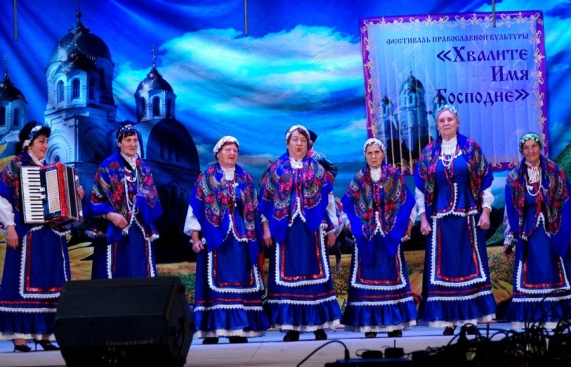 ФЕСТИВАЛЬ ПРАВОСЛАВНОЙ КУЛЬТУРЫ
«ХВАЛИТЕ
ИМЯ
ГОСПОДНЕ»